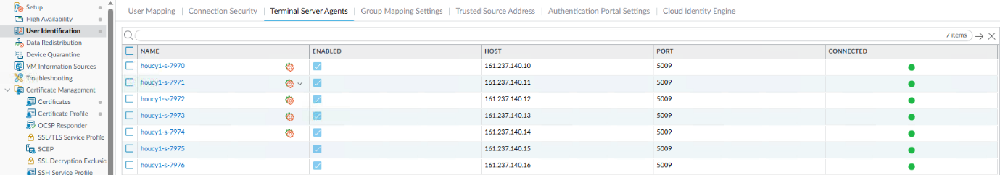 Setup
High Availability
User Identification
Data Redistribution
Device Quarantine
VM Information Sources
Troubleshooting
Certificate Management
Certificates
Certificate Profile
OCSP Responder
SSL/TLS Service Profile
SCEP
SSL Decryption Exclusio
SSH Service Profile
User Mapping Connection Security Terminal Server Agents Group Mapping Settings Trusted Source Address Authentication Portal Settings Cloud Identity Engine
7 items
NAME ENABLED HOST PORT CONNECTED
houcy1-s-7970 161.237.140.10 5009
houcy1-s-7971 161.237.140.11 5009
houcy1-s-7972 161.237.140.12 5009
houcy1-s-7973 161.237.140.13 5009
houcy1-s-7974 161.237.140.14 5009
houcy1-s-7975 161.237.140.15 5009
houcy1-s-7976 161.237.140.16 5009